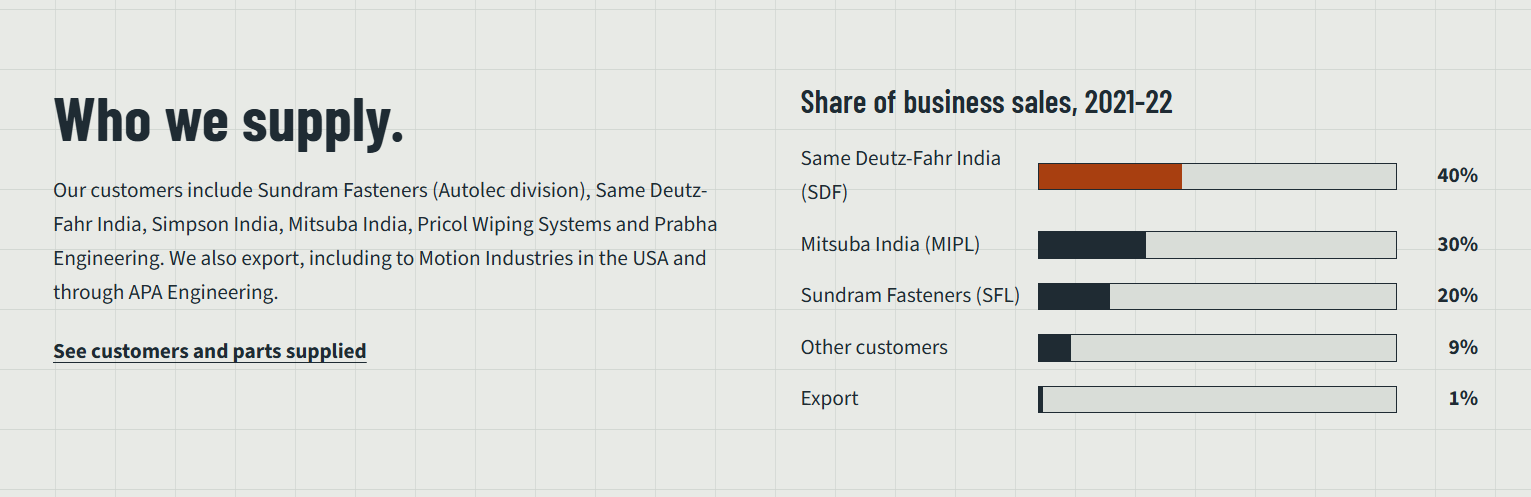 Who we supply.
Our customers include Sundram Fasteners (Autolec division), Same Deutz-
Fahr India, Simpson India, Mitsuba India, Pricol Wiping Systems and Prabha
Engineering. We also export, including to Motion Industries in the USA and
through APA Engineering.
See customers and parts supplied
Share of business sales, 2021-22
Same Deutz-Fahr India
(SDF)
40%
Mitsuba India (MIPL)
30%
Sundram Fasteners (SFL)
20%
Other customers
9%
Export
1%